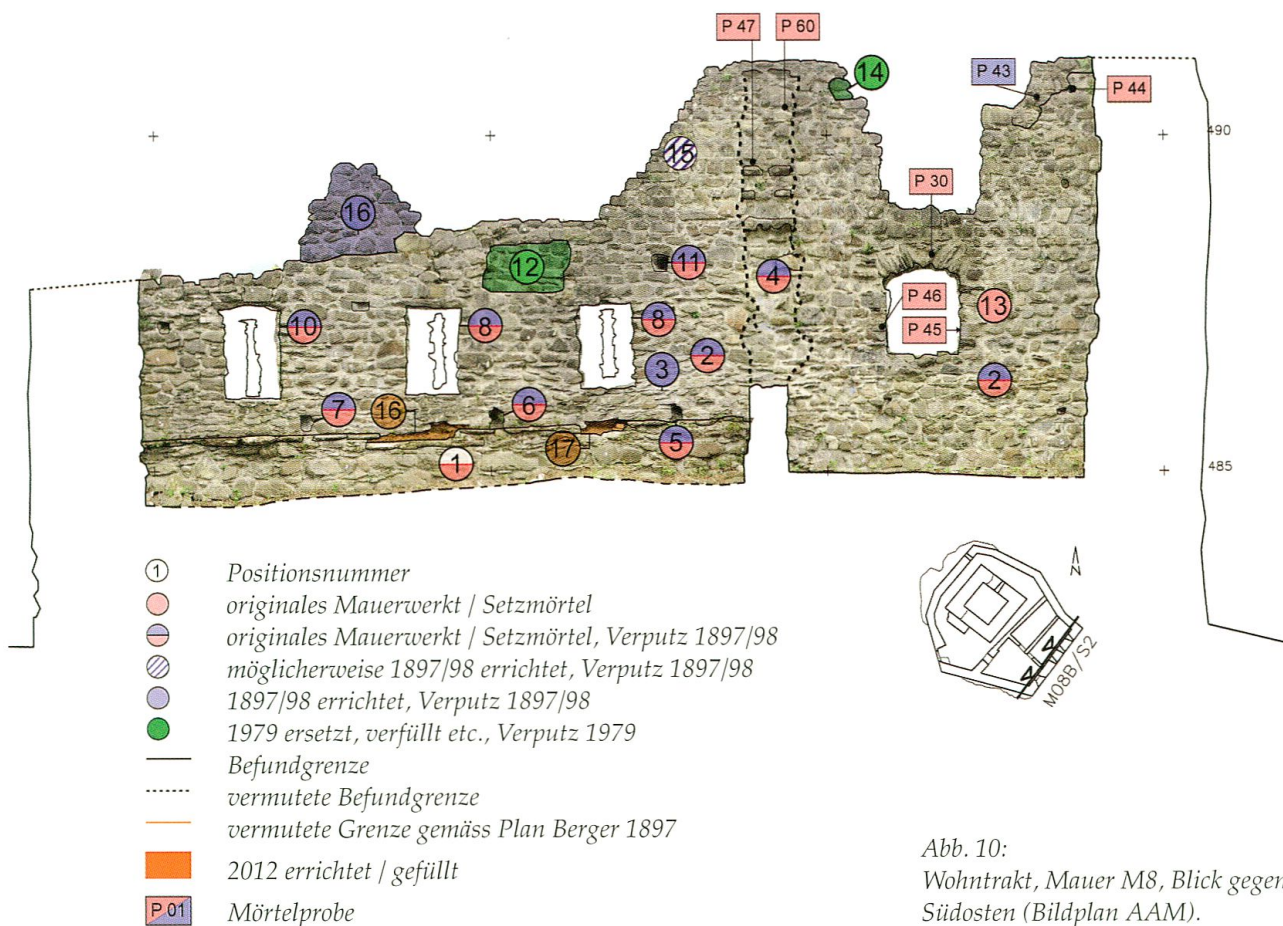 P 47
P 60
14
P 43
P 44
490
15
P 30
16
12
11
4
P 46
13
P 45
10
8
8
2
3
2
7
16
6
17
5
1
485
1 Positionsnummer
originales Mauerwerkt / Setzmörtel
originales Mauerwerkt / Setzmörtel, Verputz 1897/98
möglicherweise 1897/98 errichtet, Verputz 1897/98
1897/98 errichtet, Verputz 1897/98
1979 ersetzt, verfüllt etc., Verputz 1979
Befundgrenze
vermutete Befundgrenze
vermutete Grenze gemäss Plan Berger 1897
2012 errichtet / gefüllt
P 01 Mörtelprobe
N
M08B/S2
Abb. 10:
Wohntrakt, Mauer M8, Blick gegen
Südosten (Bildplan AAM).